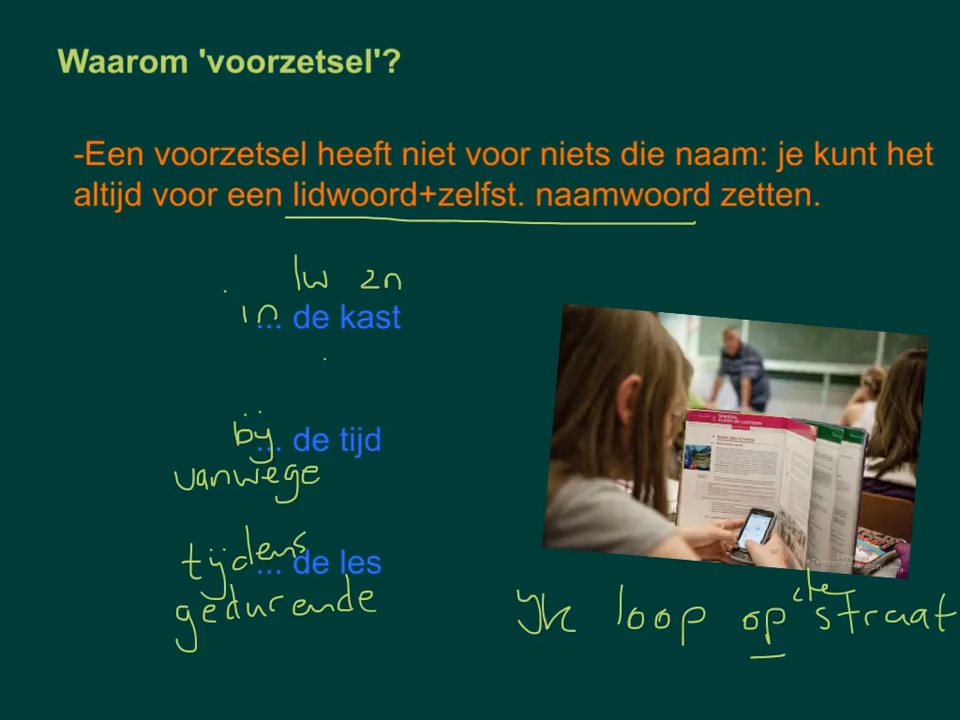 Waarom 'voorzetsel'?
-Een voorzetsel heeft niet voor niets die naam: je kunt het
altijd voor een lidwoord+zelfst. naamwoord zetten.
lw zn
in ... de kast
bij ... de tijd
vanwege
tijdens ... de les
gedurende
de
Ik loop op straat